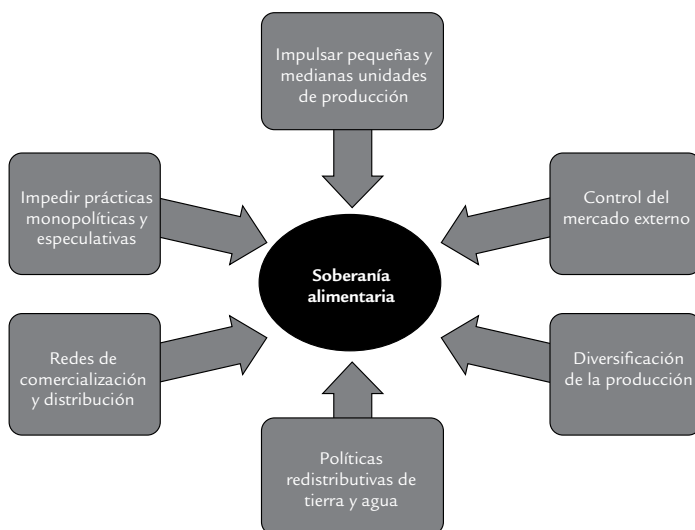 Impulsar pequeñas y
medianas unidades
de producción
Impedir prácticas
monopolíticas y
especulativas
Control del
mercado externo
Soberanía
alimentaria
Redes de
comercialización
y distribución
Diversificación
de la producción
Políticas
redistributivas de
tierra y agua